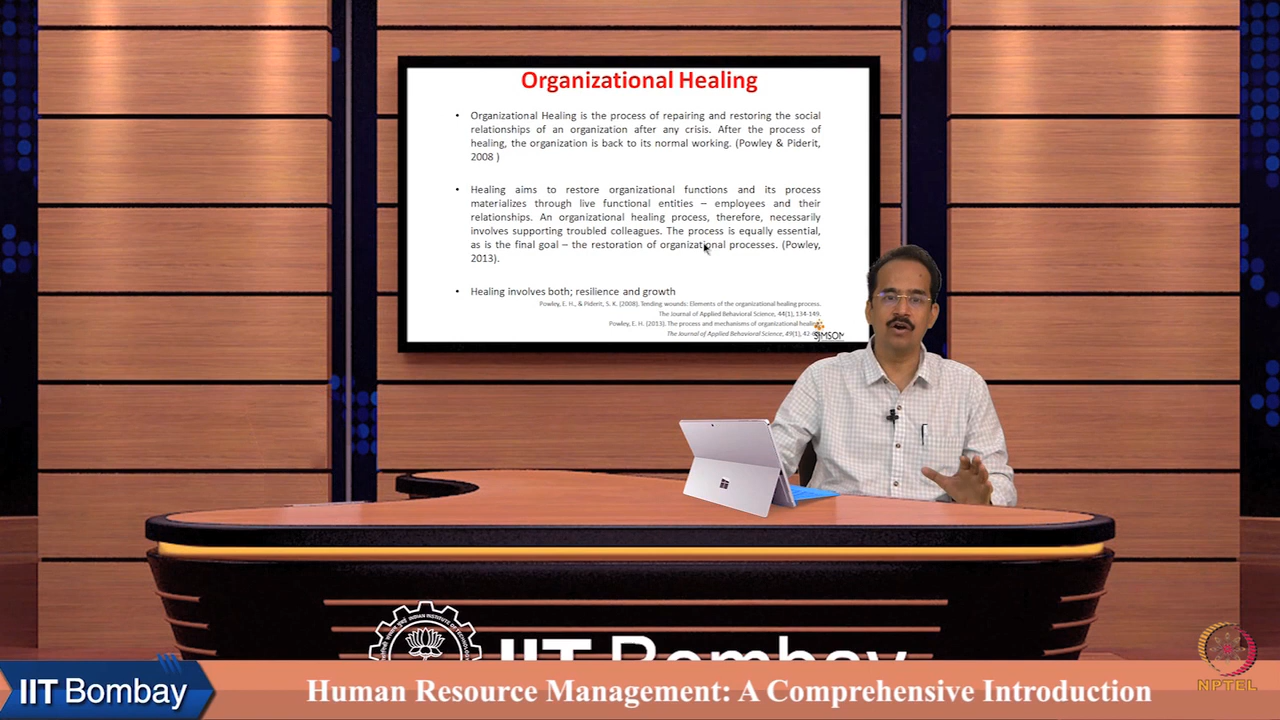 Organizational Healing
• Organizational Healing is the process of repairing and restoring the social
relationships of an organization after any crisis. After the process of
healing, the organization is back to its normal working. (Powley & Piderit,
2008 )
• Healing aims to restore organizational functions and its process
materializes through live functional entities – employees and their
relationships. An organizational healing process, therefore, necessarily
involves supporting troubled colleagues. The process is equally essential,
as is the final goal – the restoration of organizational processes. (Powley,
2013).
• Healing involves both; resilience and growth
Powley, E. H., & Piderit, S. K. (2008). Tending wounds: Elements of the organizational healing process.
The Journal of Applied Behavioral Science, 44(1), 134-149.
Powley, E. H. (2013). The process and mechanisms of organizational
The Journal of Applied Behavioral Science, 49(1),
SJMSOM
IIT Bombay
IIT Bombay
Human Resource Management: A Comprehensive Introduction
NPTEL